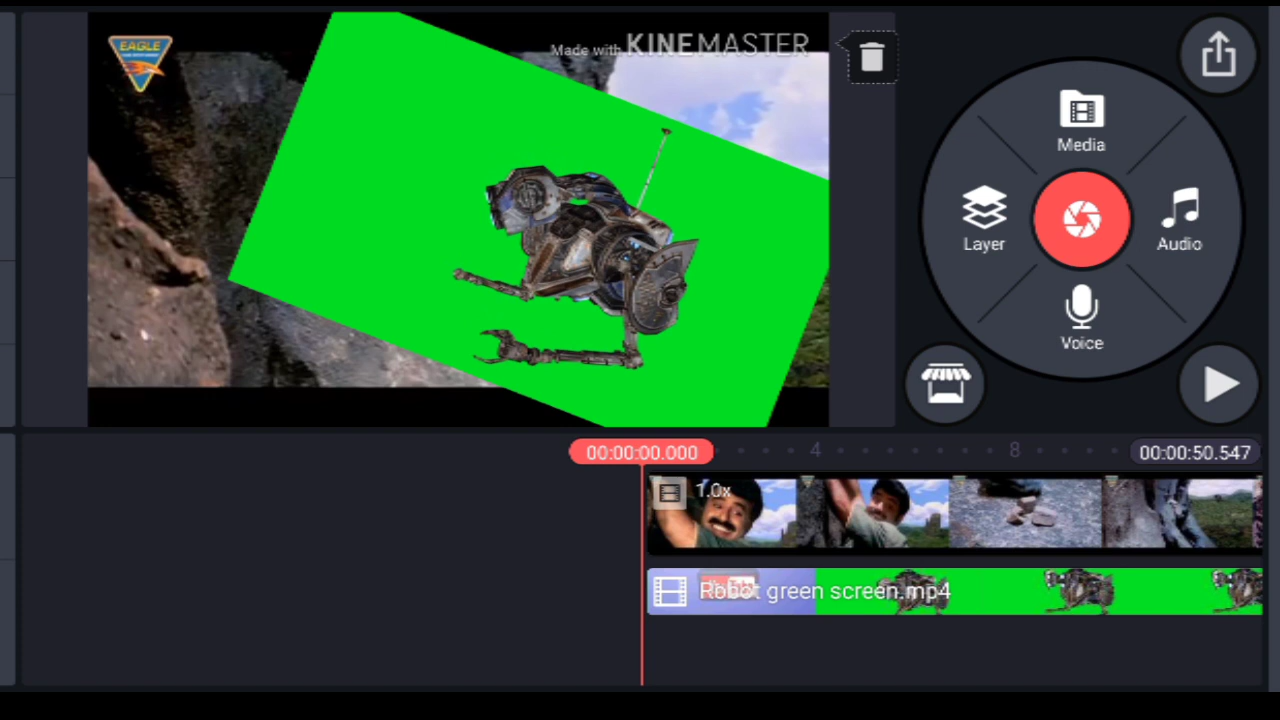 EAGLE
Made with KINEMASTER
Media
Layer
Audio
Voice
00:00:00.000
4
8
00:00:50.547
1.0x
Robot green screen.mp4